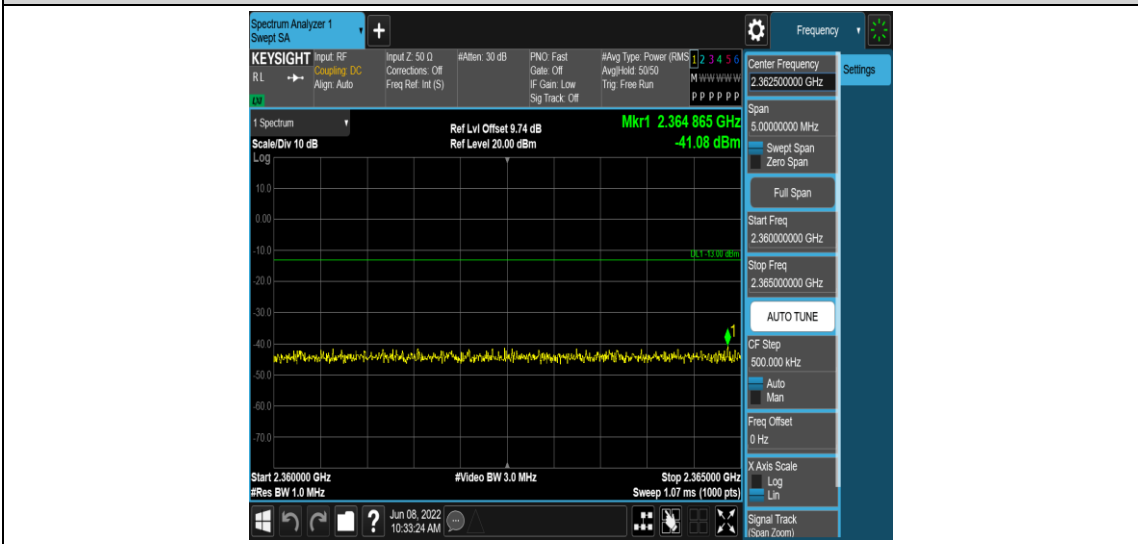 Spectrum Analyzer 1
Swept SA
+
Frequency
KEYSIGHT
RL
LXI
Input: RF
Coupling: DC
Align: Auto
Input Z: 50 Ω
Corrections: Off
Freq Ref: Int (S)
#Atten: 30 dB
PNO: Fast
Gate: Off
IF Gain: Low
Sig Track: Off
#Avg Type: Power (RMS
Avg|Hold: 50/50
Trig: Free Run
1 2 3 4 5 6
M W W W W W
P P P P P P
1 Spectrum
Scale/Div 10 dB
Log
Ref Lvl Offset 9.74 dB
Ref Level 20.00 dBm
Mkr1 2.364 865 GHz
-41.08 dBm
10.0
0.00
-10.0
-20.0
-30.0
-40.0
-50.0
-60.0
-70.0
DL1 -13.00 dBm
1
Start 2.360000 GHz
#Res BW 1.0 MHz
#Video BW 3.0 MHz
Stop 2.365000 GHz
Sweep 1.07 ms (1000 pts)
?
Jun 08, 2022
10:33:24 AM
Center Frequency
2.362500000 GHz
Settings
Span
5.00000000 MHz
Swept Span
Zero Span
Full Span
Start Freq
2.360000000 GHz
Stop Freq
2.365000000 GHz
AUTO TUNE
CF Step
500.000 kHz
Auto
Man
Freq Offset
0 Hz
X Axis Scale
Log
Lin
Signal Track
(Span Zoom)